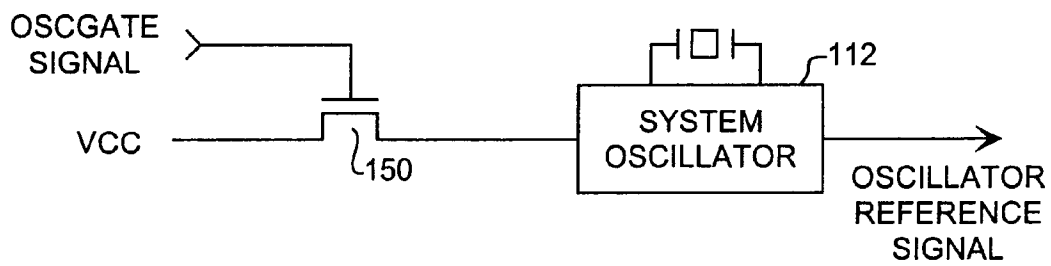 OSCGATE
SIGNAL
112
VCC
150
SYSTEM
OSCILLATOR
OSCILLATOR
REFERENCE
SIGNAL